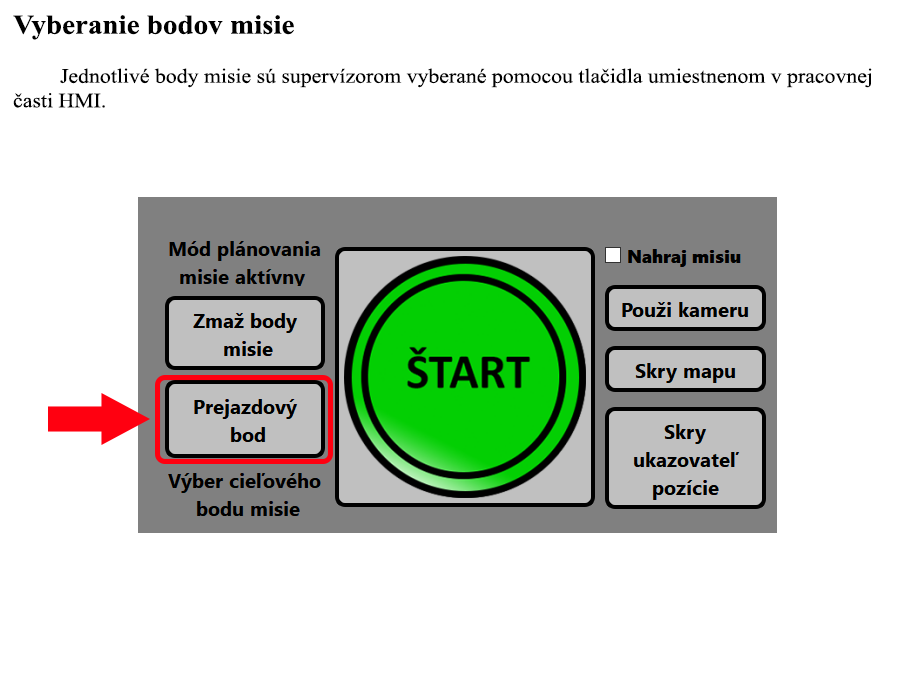 Vyberanie bodov misie
Jednotlivé body misie sú supervízorom vyberané pomocou tlačidla umiestnenom v pracovnej
časti HMI.
Mód plánovania
misie aktívny
Zmaž body
misie
Prejazdový
bod
Výber cieľového
bodu misie
ŠTART
Nahraj misiu
Použi kameru
Skry mapu
Skry
ukazovateľ
pozície